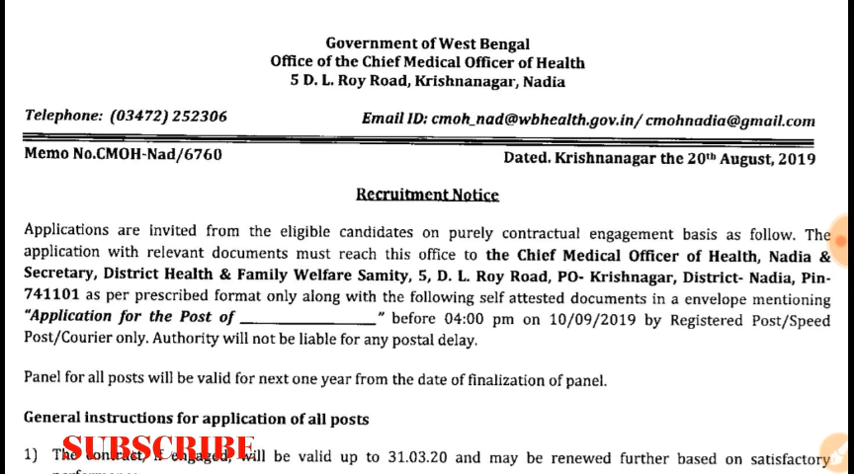 Government of West Bengal
Office of the Chief Medical Officer of Health
5 D. L. Roy Road, Krishnanagar, Nadia
Telephone: (03472) 252306
Email ID: cmoh_nad@wbhealth.gov.in/ cmohnadia@gmail.com
Memo No.CMOH-Nad/6760
Dated. Krishnanagar the 20th August, 2019
Recruitment Notice
Applications are invited from the eligible candidates on purely contractual engagement basis as follow. The
application with relevant documents must reach this office to the Chief Medical Officer of Health, Nadia &
Secretary, District Health & Family Welfare Samity, 5, D. L. Roy Road, PO- Krishnagar, District- Nadia, Pin-
741101 as per prescribed format only along with the following self attested documents in a envelope mentioning
"Application for the Post of ________________" before 04:00 pm on 10/09/2019 by Registered Post/Speed
Post/Courier only. Authority will not be liable for any postal delay.
Panel for all posts will be valid for next one year from the date of finalization of panel.
General instructions for application of all posts
1) The contract, if engaged, will be valid up to 31.03.20 and may be renewed further based on satisfactory
SUBSCRIBE